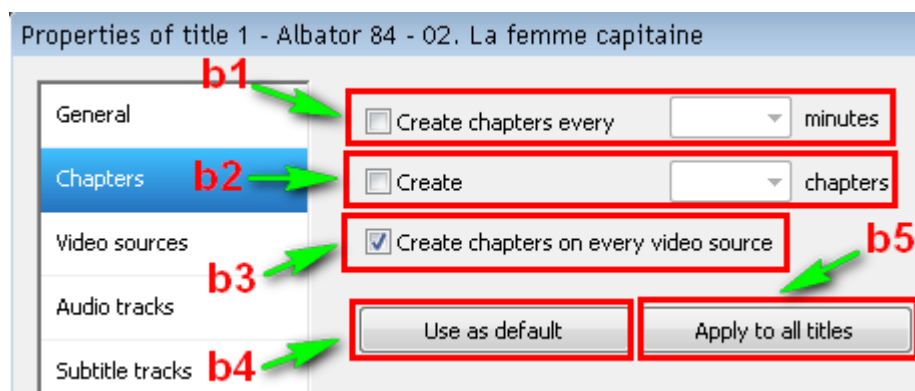 Properties of title 1 - Albator 84 - 02. La femme capitaine
b1
General
Create chapters every minutes
Chapters
b2
Create chapters
Video sources
Create chapters on every video source
b3
b5
Audio tracks
Use as default
Apply to all titles
Subtitle tracks
b4